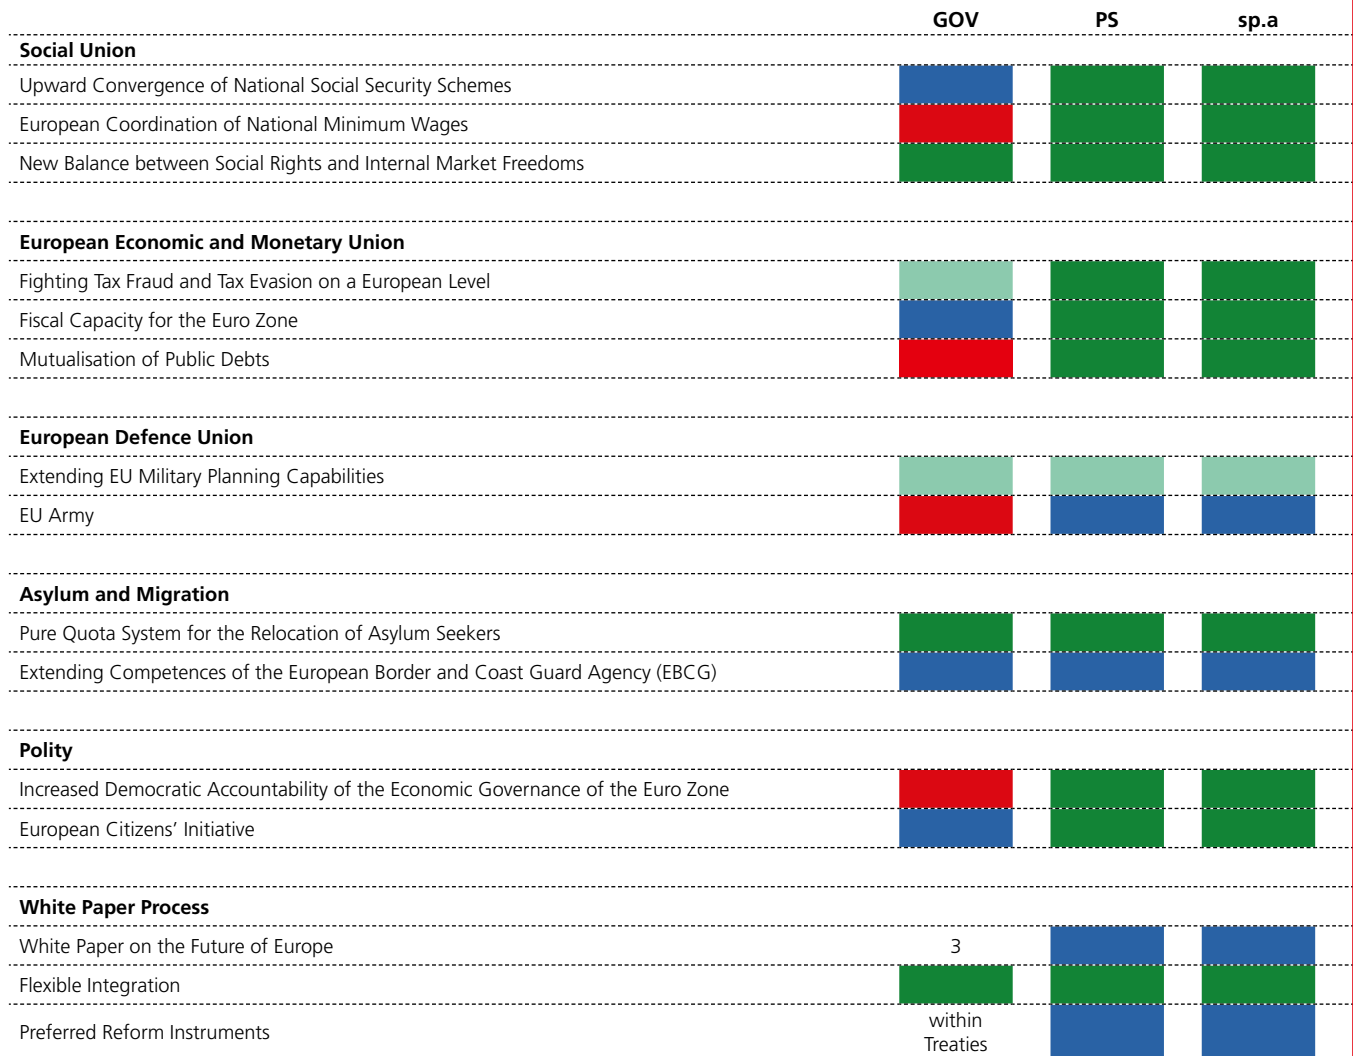 GOV PS sp.a
Social Union
Upward Convergence of National Social Security Schemes
European Coordination of National Minimum Wages
New Balance between Social Rights and Internal Market Freedoms
European Economic and Monetary Union
Fighting Tax Fraud and Tax Evasion on a European Level
Fiscal Capacity for the Euro Zone
Mutualisation of Public Debts
European Defence Union
Extending EU Military Planning Capabilities
EU Army
Asylum and Migration
Pure Quota System for the Relocation of Asylum Seekers
Extending Competences of the European Border and Coast Guard Agency (EBCG)
Polity
Increased Democratic Accountability of the Economic Governance of the Euro Zone
European Citizens’ Initiative
White Paper Process
White Paper on the Future of Europe 3
Flexible Integration
Preferred Reform Instruments within
Treaties